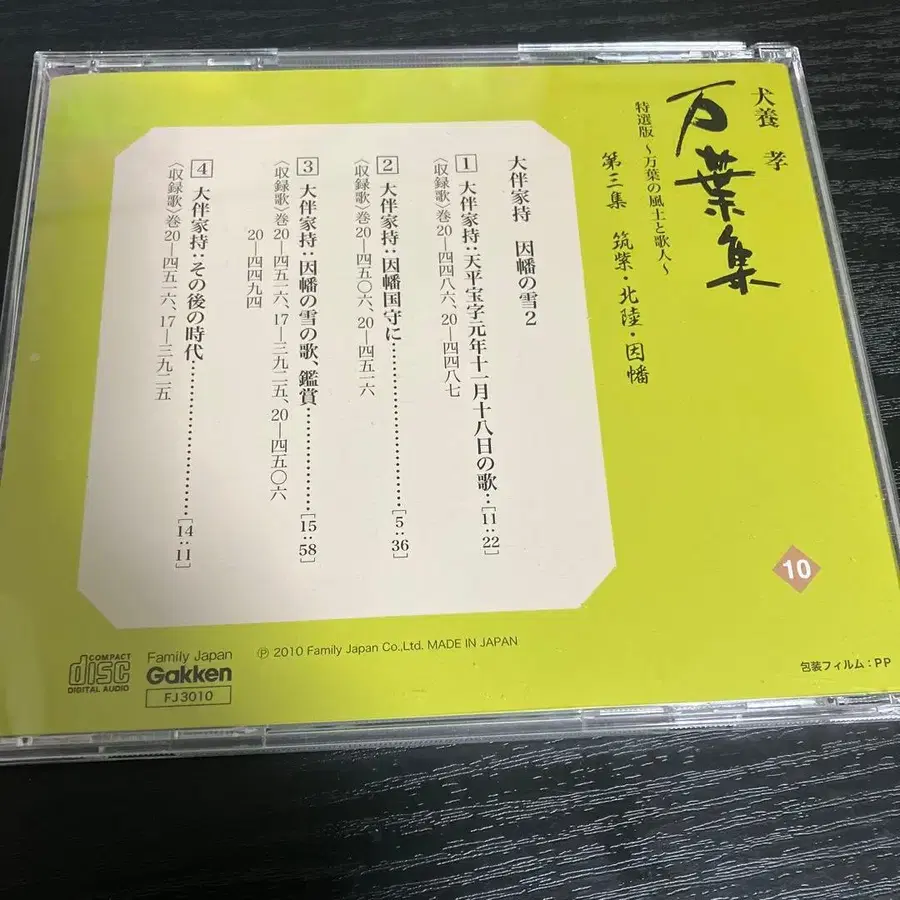 犬養 孝
万葉集
特選版 〜万葉の風土と歌人〜
第三集 筑紫・北陸・因幡
大伴家持 因幡の雪2
1 大伴家持：天平宝字元年十一月十八日の歌…[11：22]
〈収録歌〉巻20―四四八六、20―四四八七
2 大伴家持：因幡国守に……………[5：36]
〈収録歌〉巻20―四五〇六、20―四五一六
3 大伴家持：因幡の雪の歌、鑑賞……………[15：58]
〈収録歌〉巻20―四五一六、17―三九二五、20―四五〇六
20―四四九四
4 大伴家持：その後の時代……………………[14：11]
〈収録歌〉巻20―四五一六、17―三九二五
10
COMPACT
disc
DIGITAL AUDIO
Family Japan
Gakken
FJ3010
℗ 2010 Family Japan Co.,Ltd. MADE IN JAPAN
包装フィルム：PP